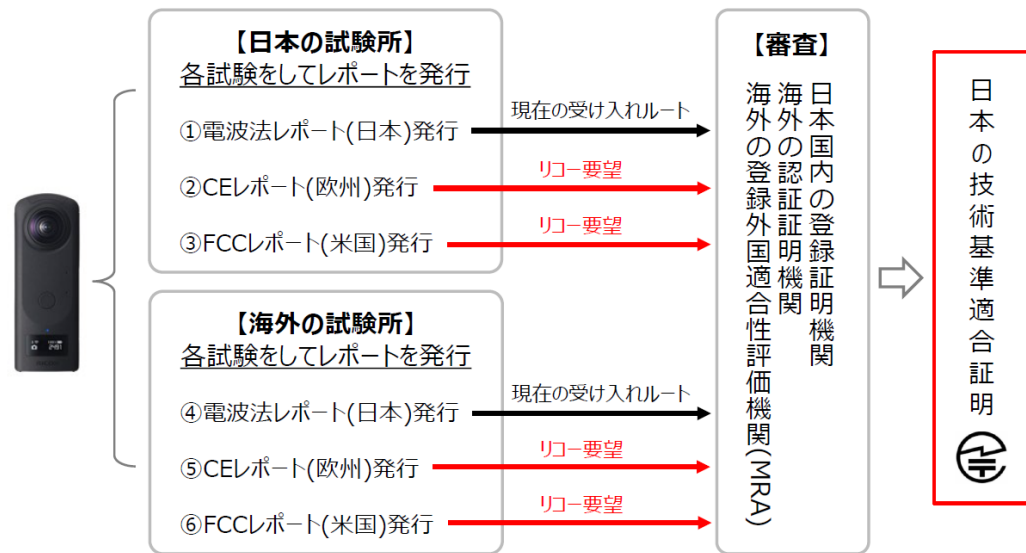 【日本の試験所】
各試験をしてレポートを発行
①電波法レポート(日本)発行
現在の受け入れルート
②CEレポート(欧州)発行
リコー要望
③FCCレポート(米国)発行
リコー要望
【海外の試験所】
各試験をしてレポートを発行
④電波法レポート(日本)発行
現在の受け入れルート
⑤CEレポート(欧州)発行
リコー要望
⑥FCCレポート(米国)発行
リコー要望
【審査】
日本国内の登録証明機関
海外の認証証明機関
海外の登録外国適合性評価機関(MRA)
日本の技術基準適合証明